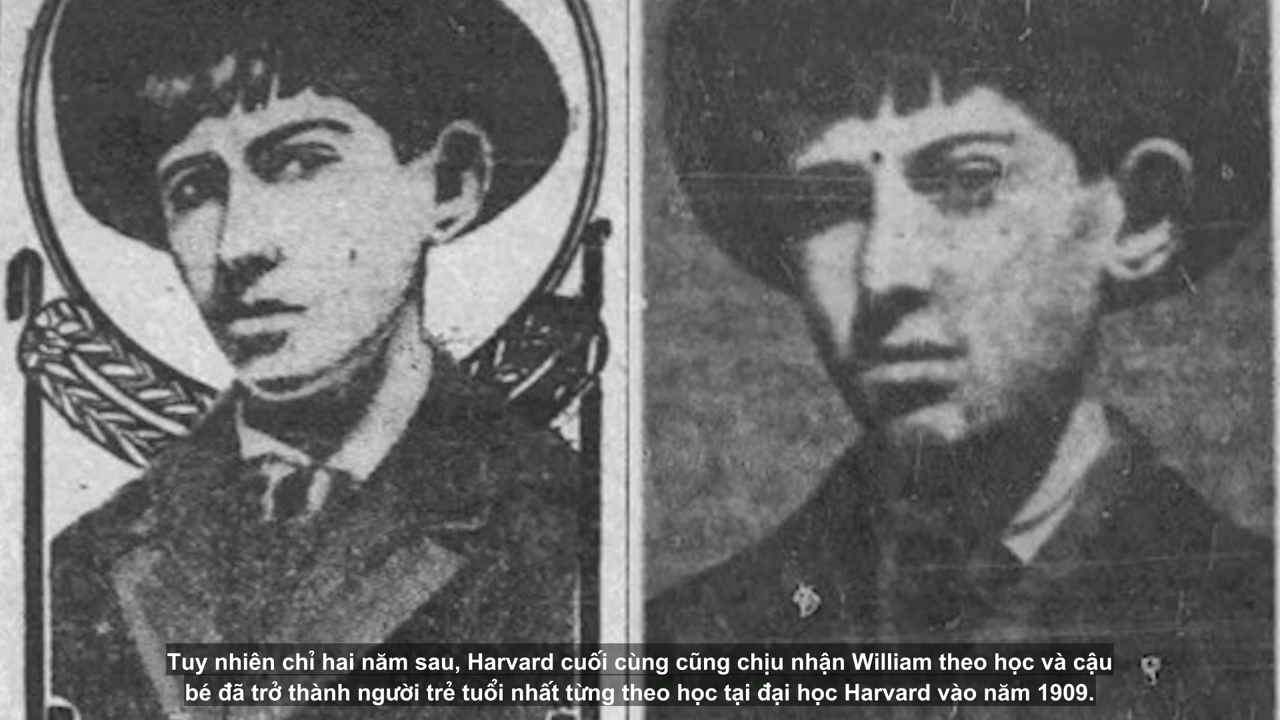 Tuy nhiên chỉ hai năm sau, Harvard cuối cùng cũng chịu nhận William theo học và cậu
bé đã trở thành người trẻ tuổi nhất từng theo học tại đại học Harvard vào năm 1909.